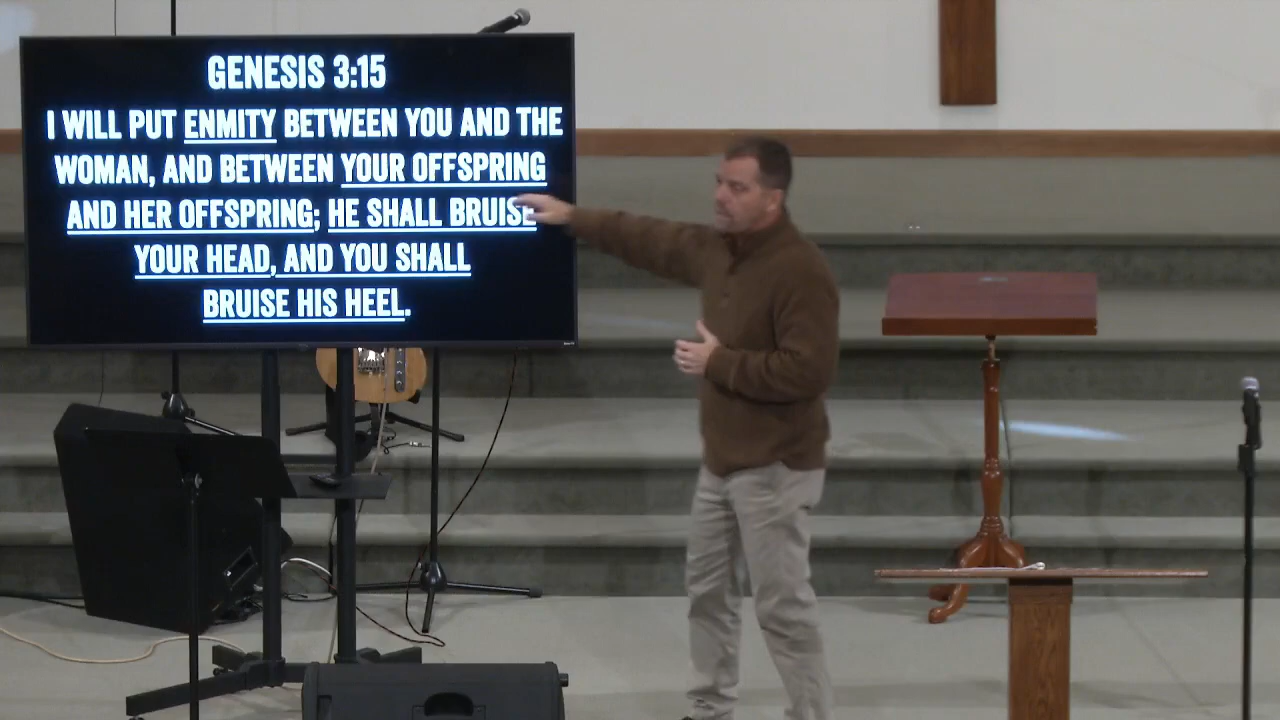 GENESIS 3:15
I WILL PUT ENMITY BETWEEN YOU AND THE
WOMAN, AND BETWEEN YOUR OFFSPRING
AND HER OFFSPRING; HE SHALL BRUISE
YOUR HEAD, AND YOU SHALL
BRUISE HIS HEEL.